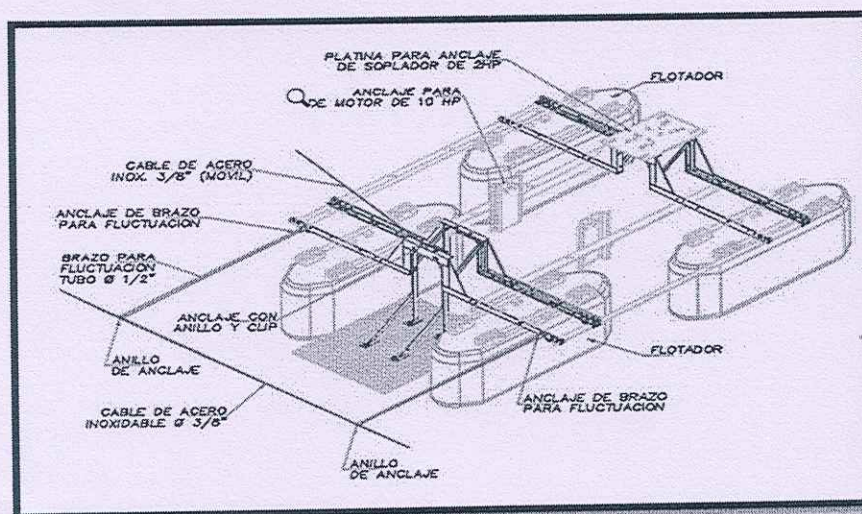 PLATINA PARA ANCLAJE
DE SOPLADOR DE 2HP
FLOTADOR
ANCLAJE PARA
DE MOTOR DE 10 HP
CABLE DE ACERO
INOX. 3/8" (MOVIL)
ANCLAJE DE BRAZO
PARA FLUCTUACION
BRAZO PARA
FLUCTUACION
TUBO Ø 1/2"
ANCLAJE CON
ANILLO Y CLIP
ANILLO
DE ANCLAJE
FLOTADOR
CABLE DE ACERO
INOXIDABLE Ø 3/8"
ANCLAJE DE BRAZO
PARA FLUCTUACION
ANILLO
DE ANCLAJE